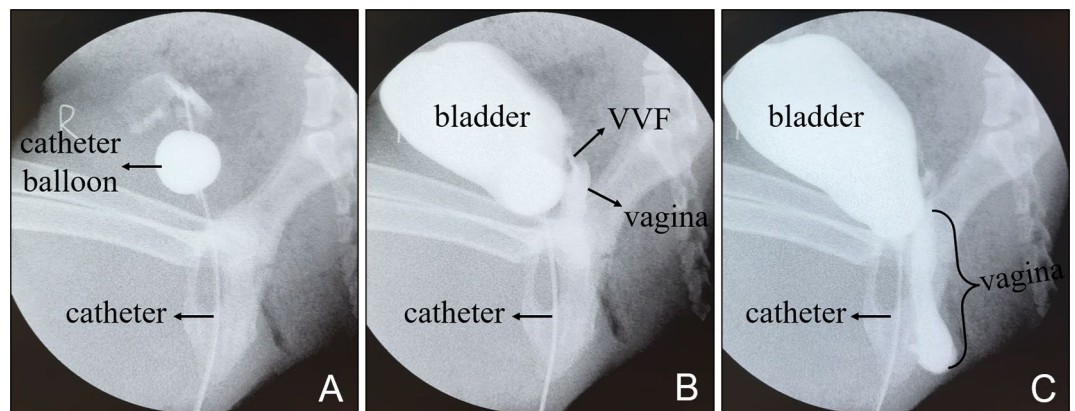 R
catheter
balloon
catheter
A
bladder
VVF
vagina
catheter
B
bladder
vagina
catheter
C